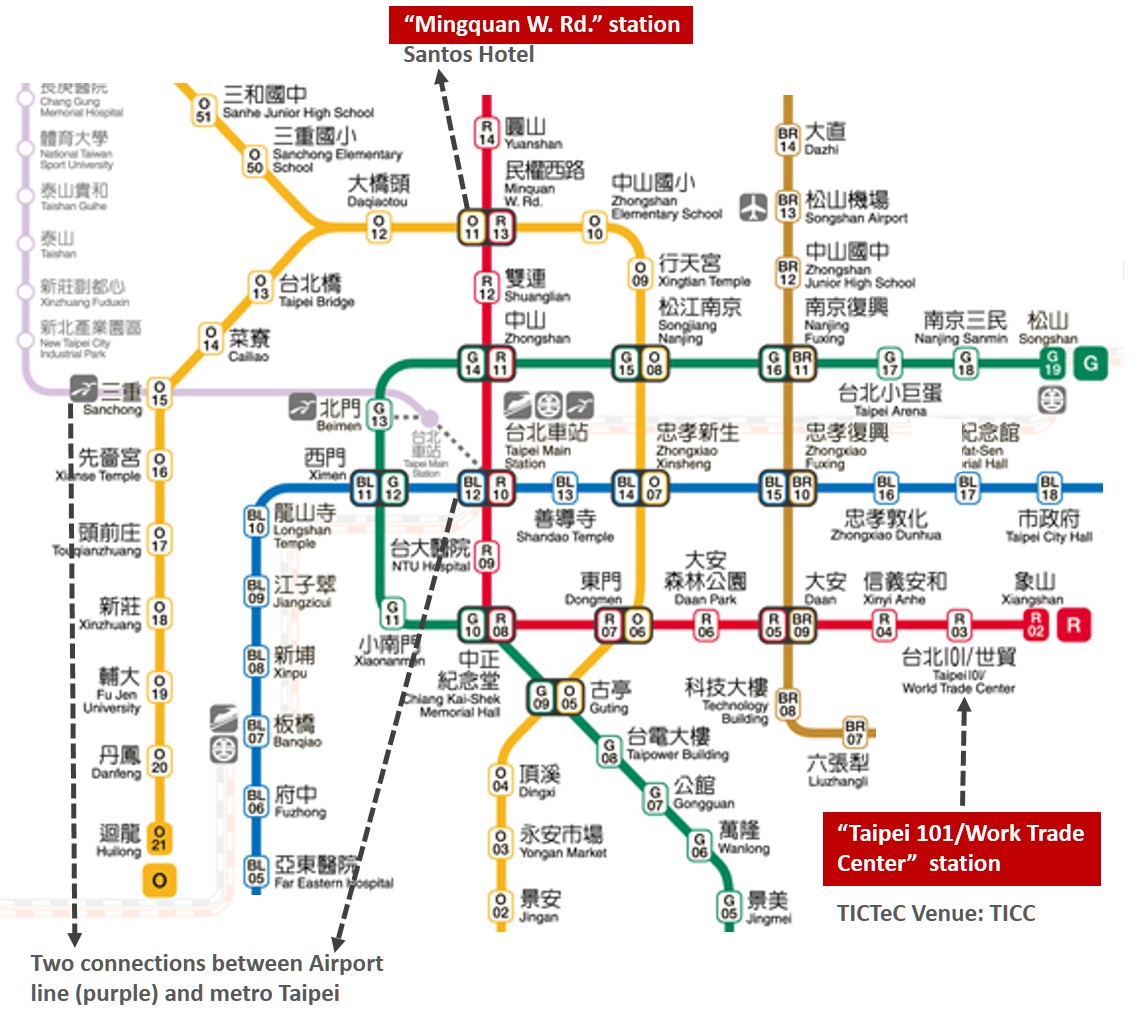 “Mingquan W. Rd.” station
Santos Hotel
長庚醫院
Chang Gung
Memorial Hospital
體育大學
National Taiwan
Sport University
泰山貴和
Taishan Guihe
泰山
Taishan
新莊副都心
Xinzhuang Fuduxin
新北產業園區
New Taipei City
Industrial Park
O
51
三和國中
Sanhe Junior High School
O
50
三重國小
Sanchong Elementary
School
大橋頭
Daqiaotou
O
12
R
14
圓山
Yuanshan
民權西路
Minquan
W. Rd.
O
11
R
13
中山國小
Zhongshan
Elementary School
O
10
BR
14
大直
Dazhi
BR
13
松山機場
Songshan Airport
BR
12
中山國中
Zhongshan
Junior High School
O
13
台北橋
Taipei Bridge
R
12
雙連
Shuanglian
O
09
行天宮
Xingtian Temple
O
14
菜寮
Cailiao
中山
Zhongshan
G
14
R
11
松江南京
Songjiang
Nanjing
G
15
O
08
南京復興
Nanjing
Fuxing
G
16
BR
11
G
17
台北小巨蛋
Taipei Arena
南京三民
Nanjing Sanmin
G
18
松山
Songshan
G
19
G
三重
Sanchong
O
15
北門
Beimen
G
13
台北
車站
Taipei Main
Station
台北車站
Taipei Main
Station
忠孝新生
Zhongxiao
Xinsheng
忠孝復興
Zhongxiao
Fuxing
紀念館
Yat-Sen
rial Hall
先嗇宮
Xianse Temple
O
16
西門
Ximen
BL
11
G
12
BL
12
R
10
BL
13
善導寺
Shandao Temple
BL
14
O
07
BL
15
BR
10
BL
16
忠孝敦化
Zhongxiao Dunhua
BL
17
BL
18
市政府
Taipei City Hall
頭前庄
Touqianzhuang
O
17
BL
10
龍山寺
Longshan
Temple
台大醫院
NTU Hospital
R
09
新莊
Xinzhuang
O
18
BL
09
江子翠
Jiangzicui
G
11
小南門
Xiaonanmen
G
10
R
08
中正
紀念堂
Chiang Kai-Shek
Memorial Hall
東門
Dongmen
R
07
O
06
大安
森林公園
Daan Park
R
06
大安
Daan
R
05
BR
09
信義安和
Xinyi Anhe
R
04
R
03
台北101/世貿
Taipei101/
World Trade Center
象山
Xiangshan
R
02
R
輔大
Fu Jen
University
O
19
BL
08
新埔
Xinpu
G
09
O
05
古亭
Guting
科技大樓
Technology
Building
BR
08
BR
07
六張犁
Liuzhangli
丹鳳
Danfeng
O
20
BL
07
板橋
Banqiao
G
08
台電大樓
Taipower Building
O
04
頂溪
Dingxi
G
07
公館
Gongguan
迴龍
Huilong
O
21
O
BL
06
府中
Fuzhong
O
03
永安市場
Yongan Market
G
06
萬隆
Wanlong
BL
05
亞東醫院
Far Eastern Hospital
O
02
景安
Jingan
G
05
景美
Jingmei
“Taipei 101/Work Trade
Center” station
TICTeC Venue: TICC
Two connections between Airport
line (purple) and metro Taipei